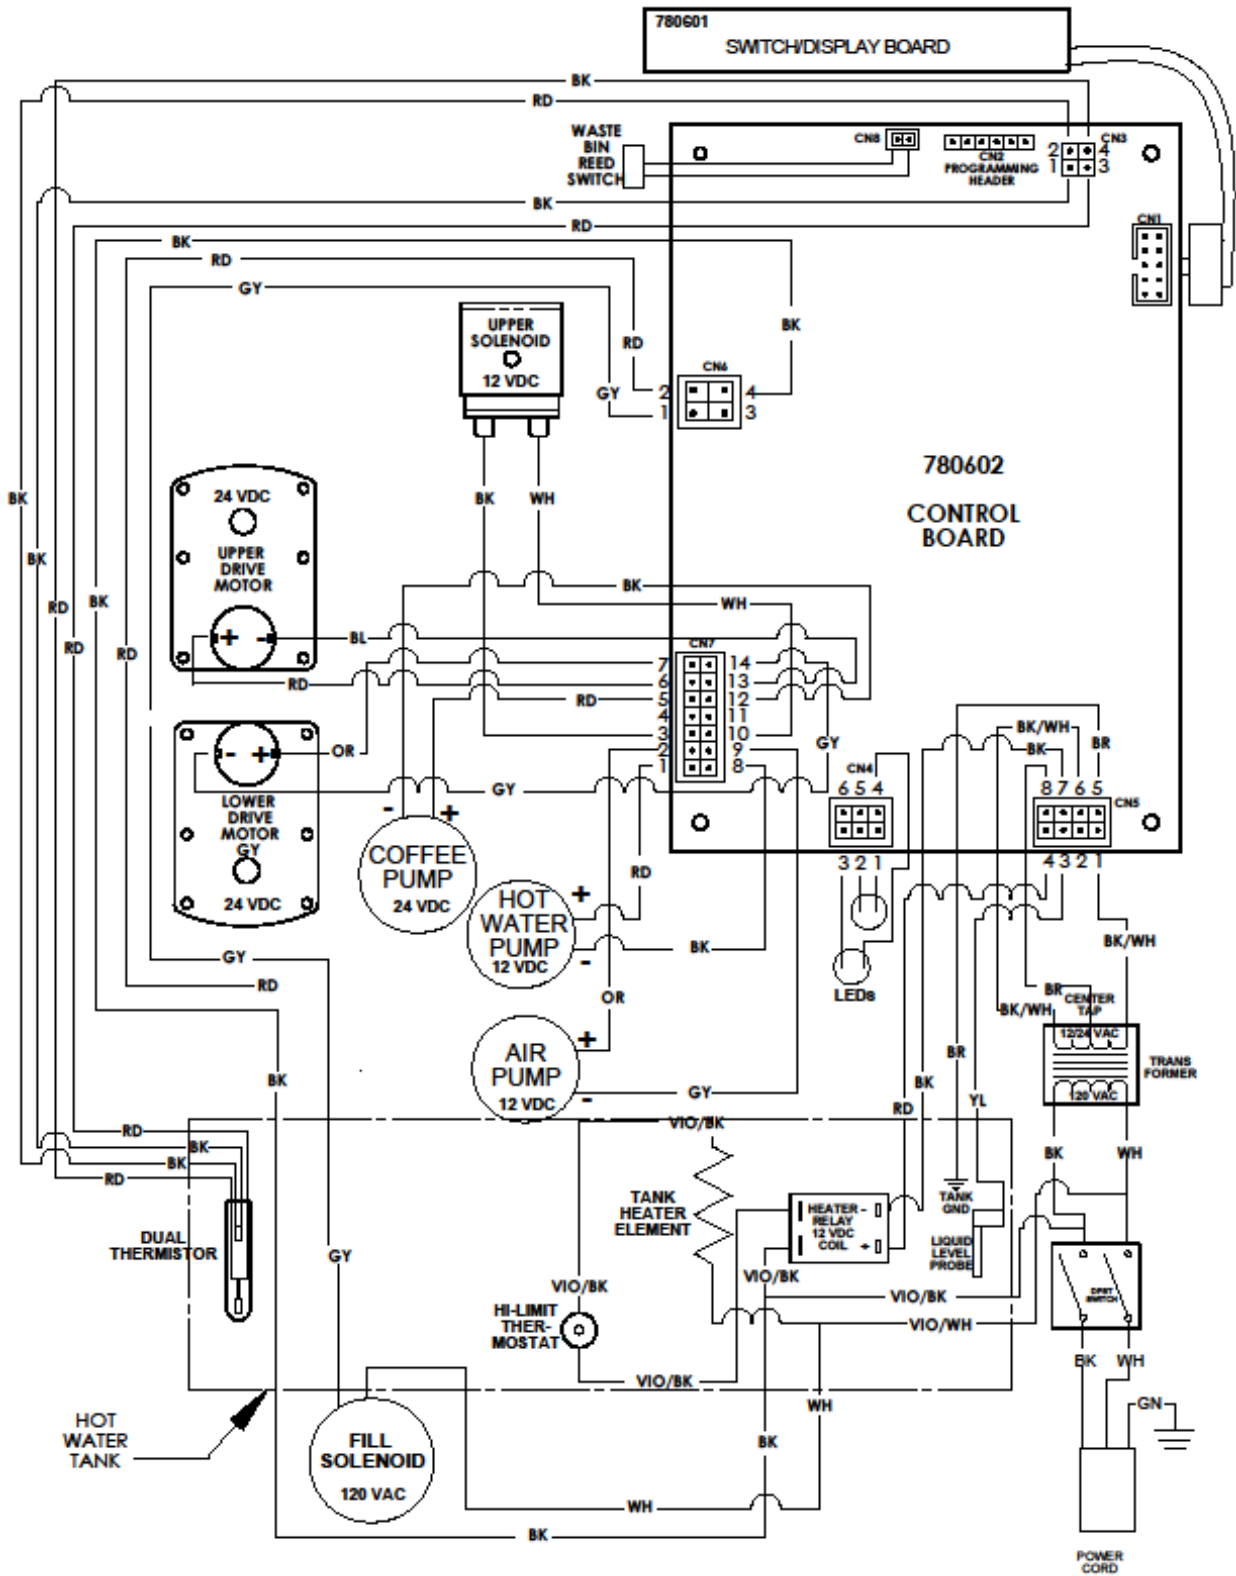 780601
SWITCH/DISPLAY BOARD
BK
RD
WASTE
BIN
REED
SWITCH
CN8
CN2
PROGRAMMING
HEADER
CN3
2 4
1 3
BK
RD
BK
RD
GY
CN1
UPPER
SOLENOID
12 VDC
BK
RD
GY
CN6
2 4
1 3
780602
CONTROL
BOARD
BK
BK
RD
RD
BK
RD
24 VDC
UPPER
DRIVE
MOTOR
+ -
BK
WH
BK
WH
BL
RD
RD
CN7
7 14
6 13
5 12
4 11
3 10
2 9
1 8
- +
OR
GY
GY
LOWER
DRIVE
MOTOR
GY
24 VDC
- +
COFFEE
PUMP
24 VDC
CN4
6 5 4
3 2 1
BK/WH
BK
BR
8 7 6 5
CN5
4 3 2 1
RD
HOT
WATER
PUMP
12 VDC
+
-
BK
OR
LEDs
BK/WH
BR
CENTER
TAP
BK/WH
12/24 VAC
TRANS
FORMER
120 VAC
GY
RD
BK
AIR
PUMP
12 VDC
+
-
GY
BR
BK
RD
YL
BK
WH
VIO/BK
RD
BK
BK
RD
DUAL
THERMISTOR
GY
TANK
HEATER
ELEMENT
HEATER -
RELAY
12 VDC
COIL +
TANK
GND
LIQUID
LEVEL
PROBE
VIO/BK
VIO/BK
VIO/BK
VIO/WH
DPST
SWITCH
HI-LIMIT
THER-
MOSTAT
VIO/BK
BK
WH
WH
BK
GN
HOT
WATER
TANK
FILL
SOLENOID
120 VAC
WH
BK
POWER
CORD